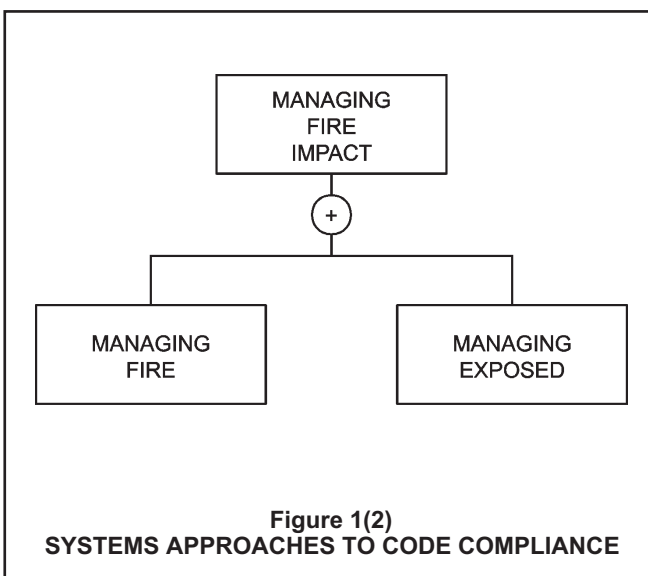 MANAGING
FIRE
IMPACT
+
MANAGING
FIRE
MANAGING
EXPOSED
Figure 1(2)
SYSTEMS APPROACHES TO CODE COMPLIANCE